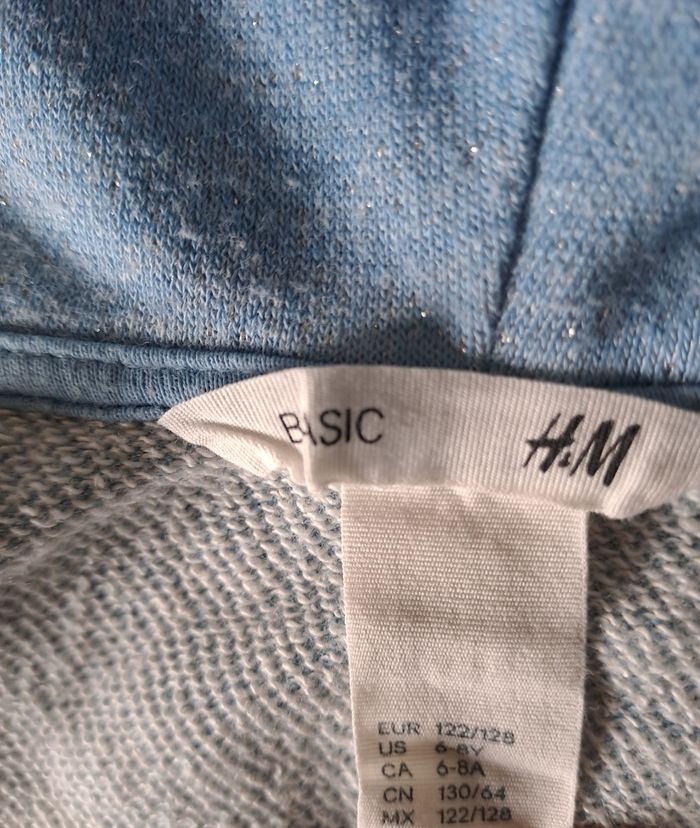 BASIC H&M
EUR 122/128
US 6-8Y
CA 6-8A
CN 130/64
MX 122/128